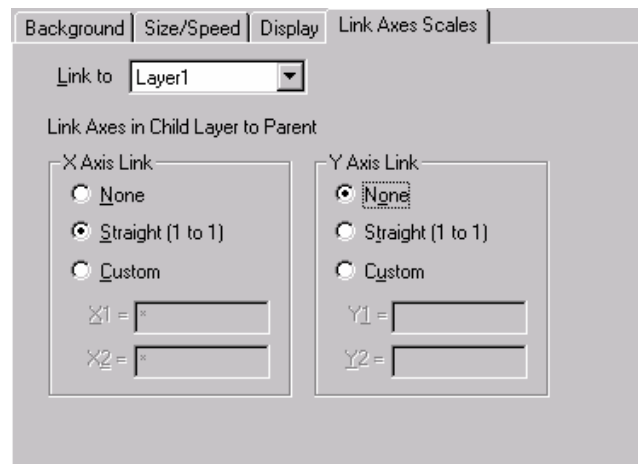 Background Size/Speed Display Link Axes Scales
Link to Layer1
Link Axes in Child Layer to Parent
X Axis Link
None
Straight (1 to 1)
Custom
X1 = *
X2 = *
Y Axis Link
None
Straight (1 to 1)
Custom
Y1 =
Y2 =